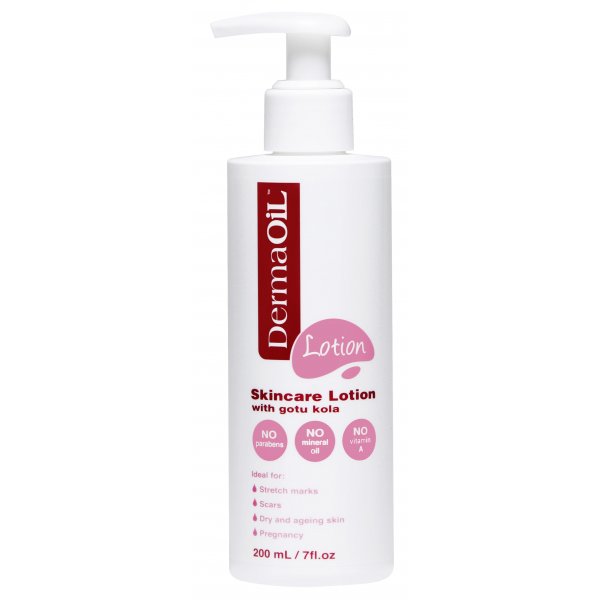 DermaOiL™
Lotion
Skincare Lotion
with gotu kola
NO
parabens
NO
mineral
oil
NO
vitamin
A
Ideal for:
Stretch marks
Scars
Dry and ageing skin
Pregnancy
200 mL / 7fl.oz